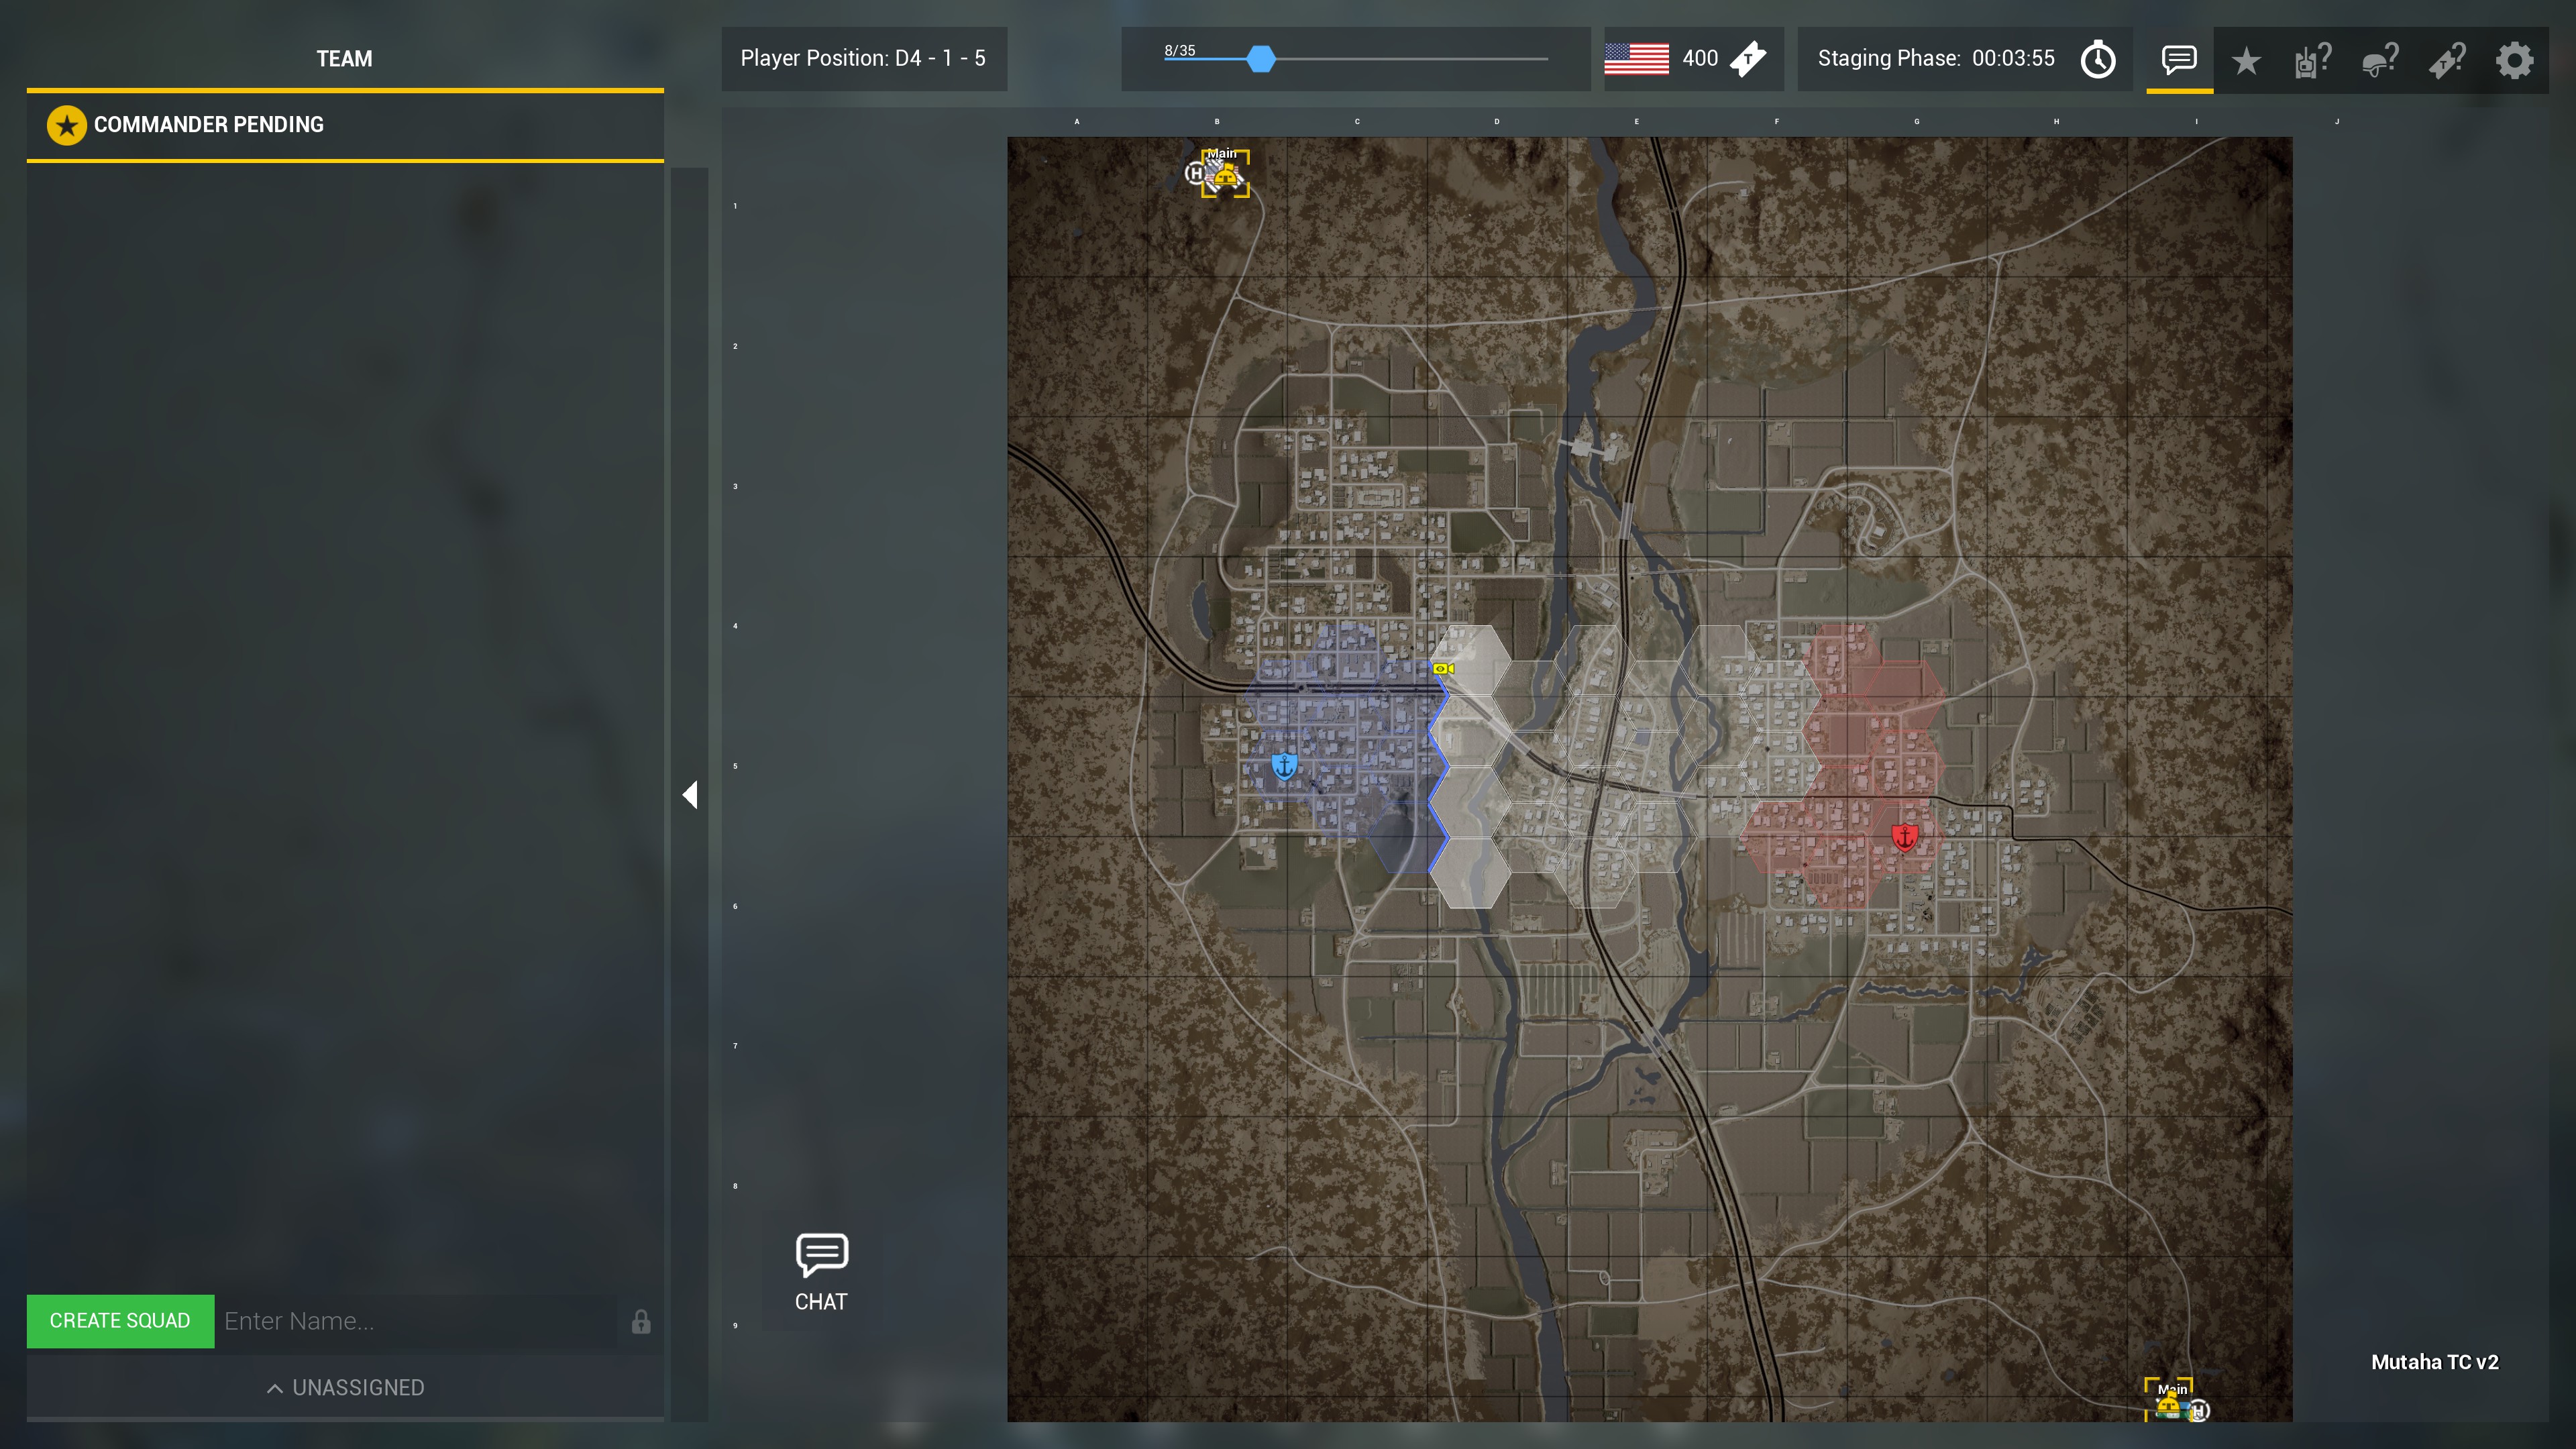 TEAM
COMMANDER PENDING
Player Position: D4 - 1 - 5
8/35
400
T
Staging Phase: 00:03:55
? ? T?
A B C D E F G H I J
Main
H
1
2
3
4
5
6
7
8
9
CHAT
CREATE SQUAD Enter Name...
UNASSIGNED
Mutaha TC v2
Main
H